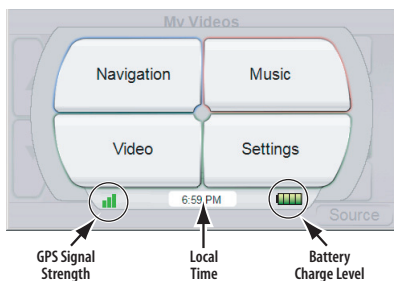 My Videos
Navigation
Music
Video
Settings
6:59 PM
Source
GPS Signal
Strength
Local
Time
Battery
Charge Level